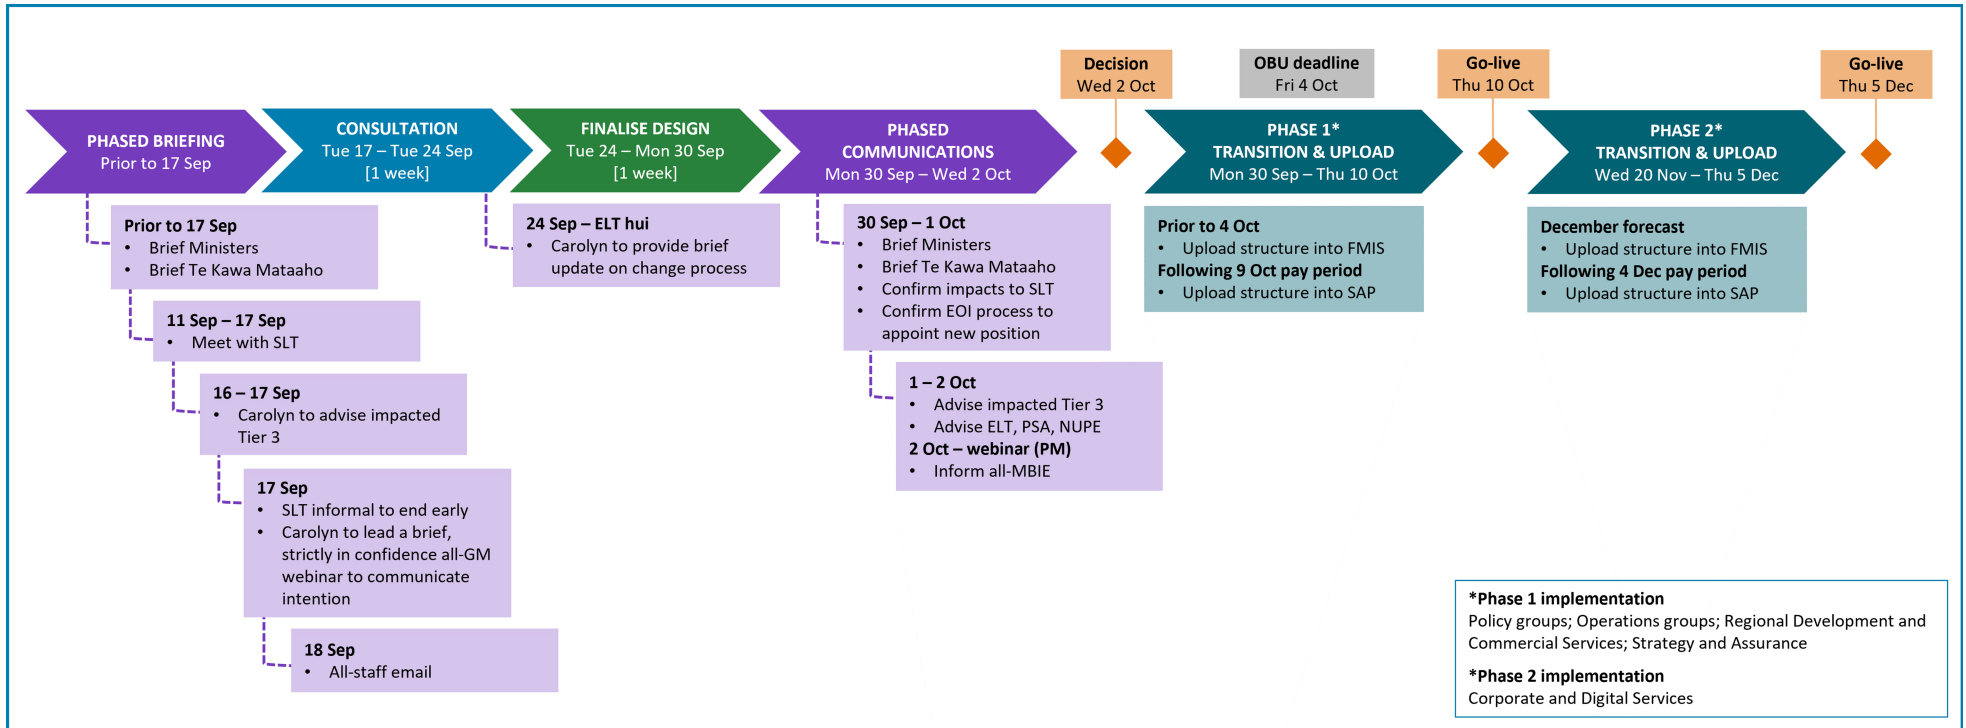 Decision
Wed 2 Oct
OBU deadline
Fri 4 Oct
Go-live
Thu 10 Oct
Go-live
Thu 5 Dec
PHASED BRIEFING
Prior to 17 Sep
CONSULTATION
Tue 17 – Tue 24 Sep
[1 week]
FINALISE DESIGN
Tue 24 – Mon 30 Sep
[1 week]
PHASED
COMMUNICATIONS
Mon 30 Sep – Wed 2 Oct
PHASE 1*
TRANSITION & UPLOAD
Mon 30 Sep – Thu 10 Oct
PHASE 2*
TRANSITION & UPLOAD
Wed 20 Nov – Thu 5 Dec
Prior to 17 Sep
• Brief Ministers
• Brief Te Kawa Mataaho
11 Sep – 17 Sep
• Meet with SLT
16 – 17 Sep
• Carolyn to advise impacted
Tier 3
17 Sep
• SLT informal to end early
• Carolyn to lead a brief,
strictly in confidence all-GM
webinar to communicate
intention
18 Sep
• All-staff email
24 Sep – ELT hui
• Carolyn to provide brief
update on change process
30 Sep – 1 Oct
• Brief Ministers
• Brief Te Kawa Mataaho
• Confirm impacts to SLT
• Confirm EOI process to
appoint new position
1 – 2 Oct
• Advise impacted Tier 3
• Advise ELT, PSA, NUPE
2 Oct – webinar (PM)
• Inform all-MBIE
Prior to 4 Oct
• Upload structure into FMIS
Following 9 Oct pay period
• Upload structure into SAP
December forecast
• Upload structure into FMIS
Following 4 Dec pay period
• Upload structure into SAP
*Phase 1 implementation
Policy groups; Operations groups; Regional Development and
Commercial Services; Strategy and Assurance
*Phase 2 implementation
Corporate and Digital Services